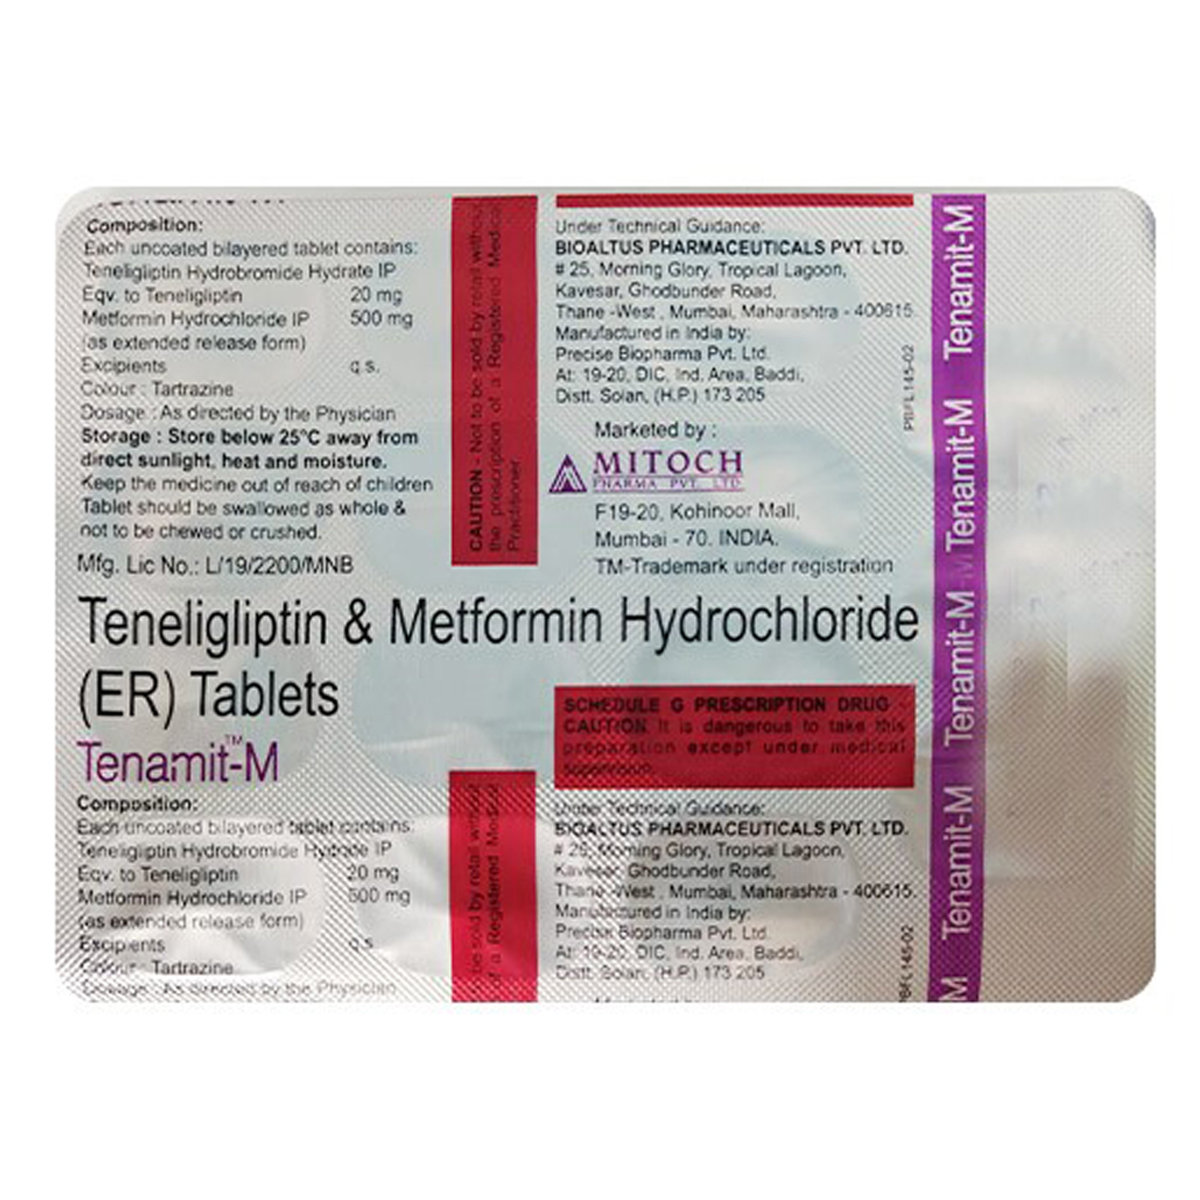 Composition:
Each uncoated bilayered tablet contains:
Teneligliptin Hydrobromide Hydrate IP
Eqv. to Teneligliptin 20 mg
Metformin Hydrochloride IP 500 mg
(as extended release form)
Excipients q.s.
Colour : Tartrazine
Dosage : As directed by the Physician
Storage : Store below 25°C away from
direct sunlight, heat and moisture.
Keep the medicine out of reach of children
Tablet should be swallowed as whole &
not to be chewed or crushed.
Mfg. Lic No.: L/19/2200/MNB
CAUTION - Not to be sold by retail without
the prescription of a Registered Medical
Practitioner.
Under Technical Guidance:
BIOALTUS PHARMACEUTICALS PVT. LTD.
# 25, Morning Glory, Tropical Lagoon,
Kavesar, Ghodbunder Road,
Thane -West , Mumbai, Maharashtra - 400615.
Manufactured in India by:
Precise Biopharma Pvt. Ltd.
At: 19-20, DIC, Ind. Area, Baddi,
Distt. Solan, (H.P.) 173 205
PBFL145-02
Marketed by :
MITOCH
PHARMA PVT. LTD.
F19-20, Kohinoor Mall,
Mumbai - 70. INDIA.
TM-Trademark under registration
Teneligliptin & Metformin Hydrochloride
(ER) Tablets
Tenamit™-M
SCHEDULE G PRESCRIPTION DRUG -
CAUTION It is dangerous to take this
preparation except under medical
supervision.
Composition:
Each uncoated bilayered tablet contains:
Teneligliptin Hydrobromide Hydrate IP
Eqv. to Teneligliptin 20 mg
Metformin Hydrochloride IP 500 mg
(as extended release form)
Excipients q.s.
Colour : Tartrazine
Dosage : As directed by the Physician
be sold by retail without
of a Registered Medical
Under Technical Guidance:
BIOALTUS PHARMACEUTICALS PVT. LTD.
# 25, Morning Glory, Tropical Lagoon,
Kavesar, Ghodbunder Road,
Thane -West , Mumbai, Maharashtra - 400615.
Manufactured in India by:
Precise Biopharma Pvt. Ltd.
At: 19-20, DIC, Ind. Area, Baddi,
Distt. Solan, (H.P.) 173 205
PBFL145-02
Tenamit-M
Tenamit-M
Tenamit-M
Tenamit-M
M